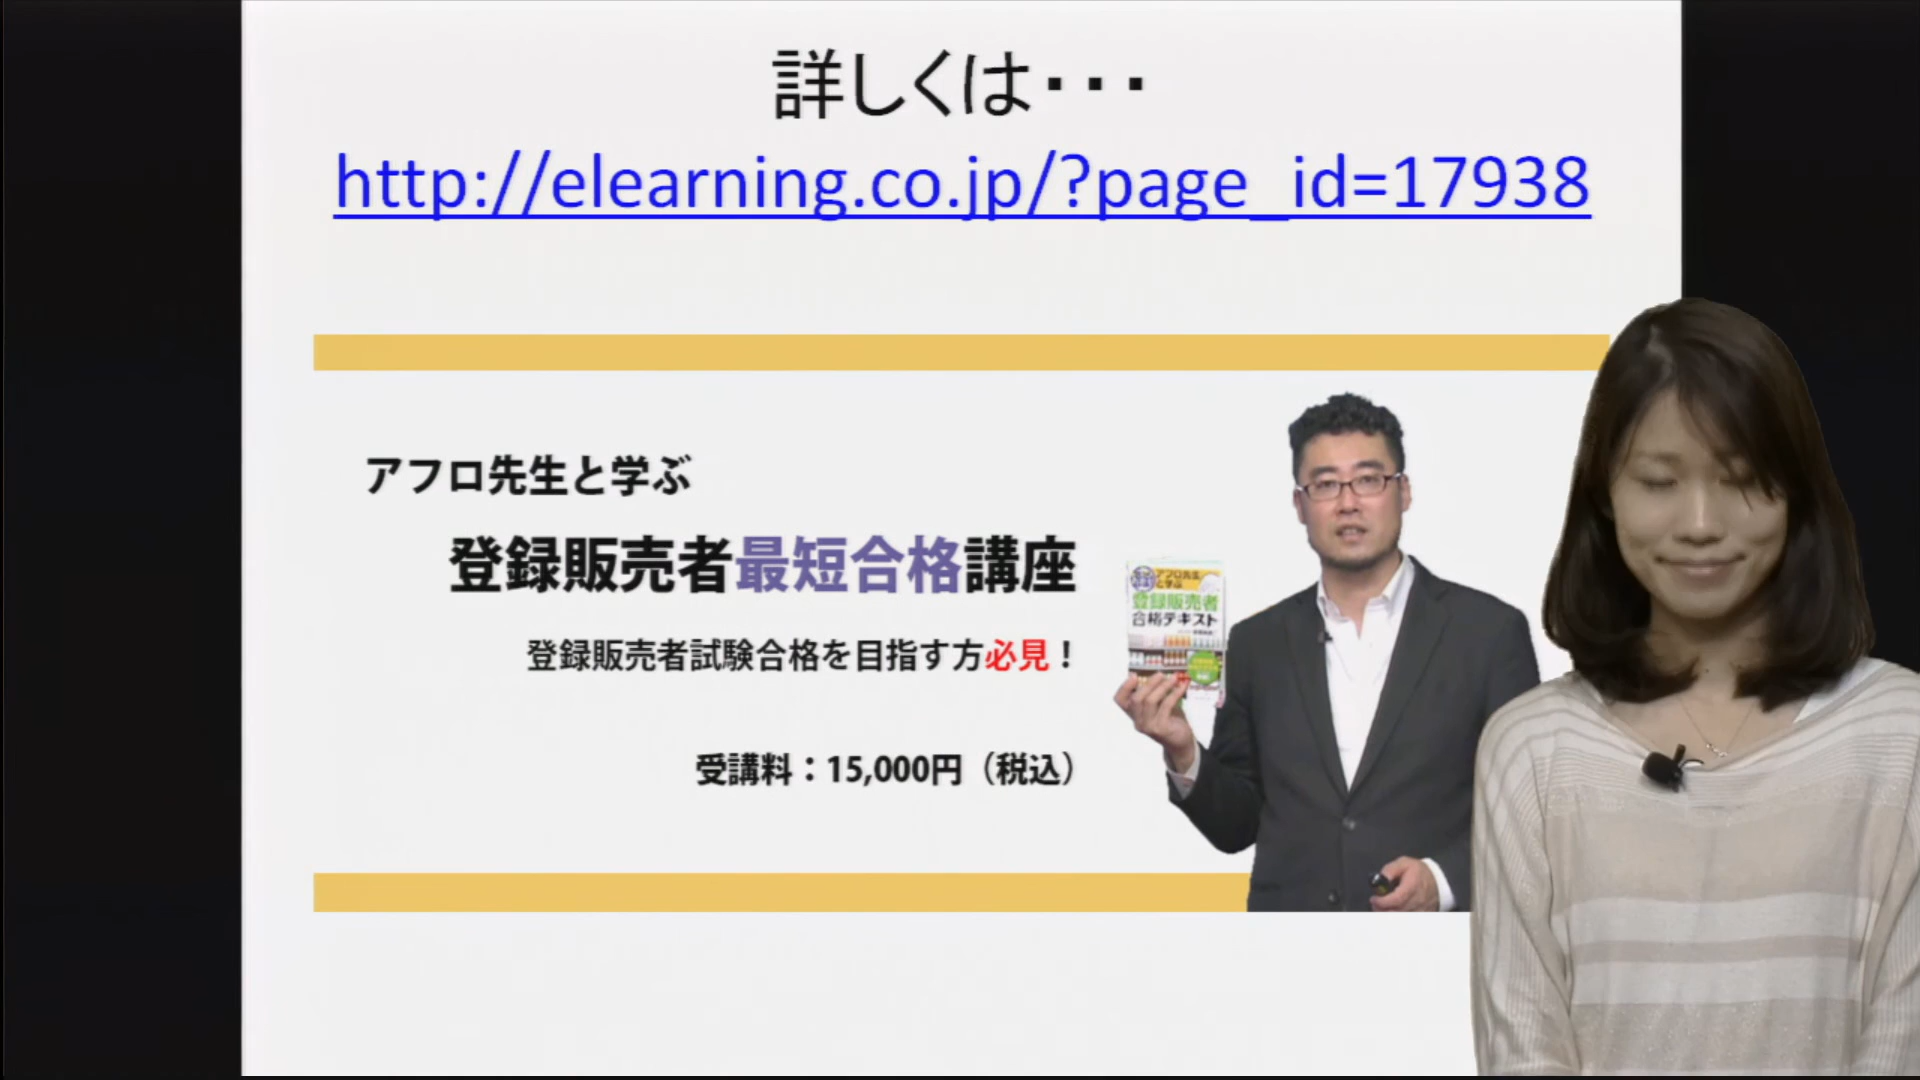 詳しくは・・・
http://elearning.co.jp/?page_id=17938
アフロ先生と学ぶ
登録販売者最短合格講座
登録販売者試験合格を目指す方必見！
受講料：15,000円（税込）
アフロ先生
と学ぶ
登録販売者
合格テキスト